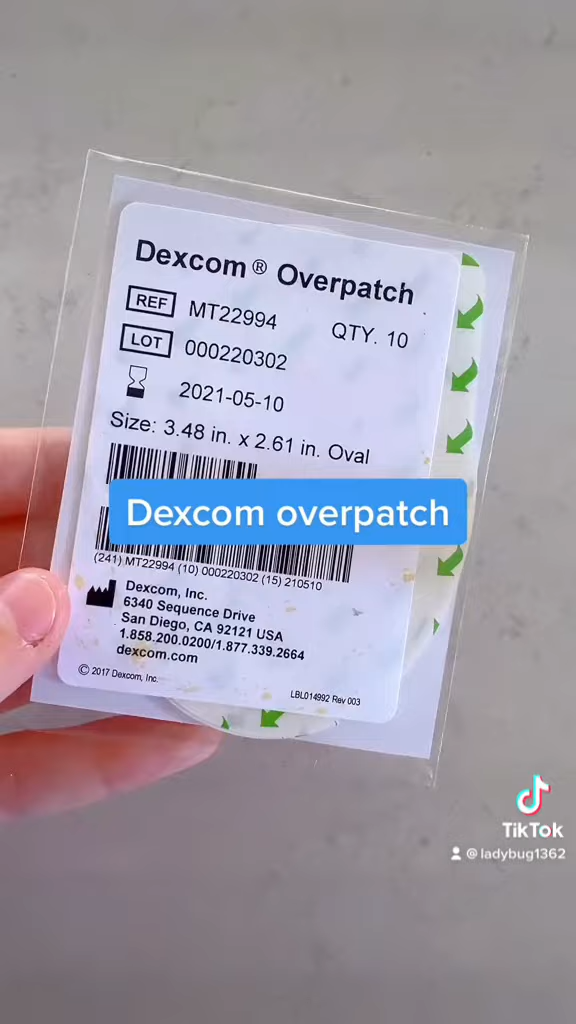 Dexcom® Overpatch
REF MT22994 QTY. 10
LOT 000220302
2021-05-10
Size: 3.48 in. x 2.61 in. Oval
Dexcom overpatch
(241) MT22994 (10) 000220302 (15) 210510
Dexcom, Inc.
6340 Sequence Drive
San Diego, CA 92121 USA
1.858.200.0200/1.877.339.2664
dexcom.com
© 2017 Dexcom, Inc.
LBL014992 Rev 003
TikTok
@ladybug1362